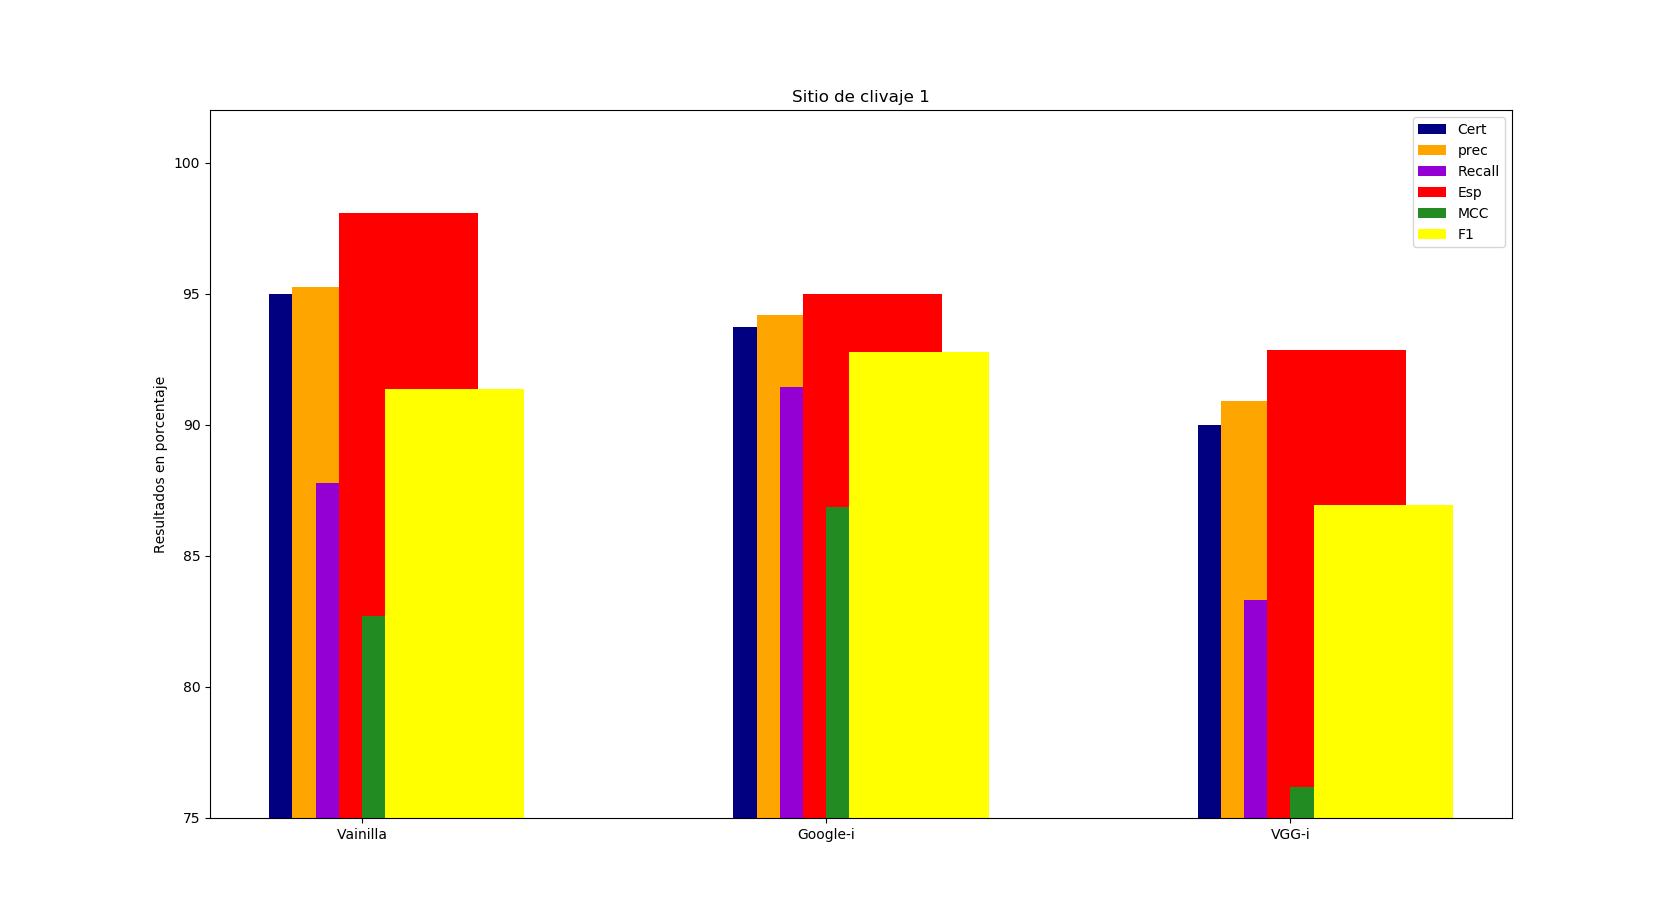 Sitio de clivaje 1
Cert
prec
Recall
Esp
MCC
F1
Resultados en porcentaje
100
95
90
85
80
75
Vainilla
Google-i
VGG-i